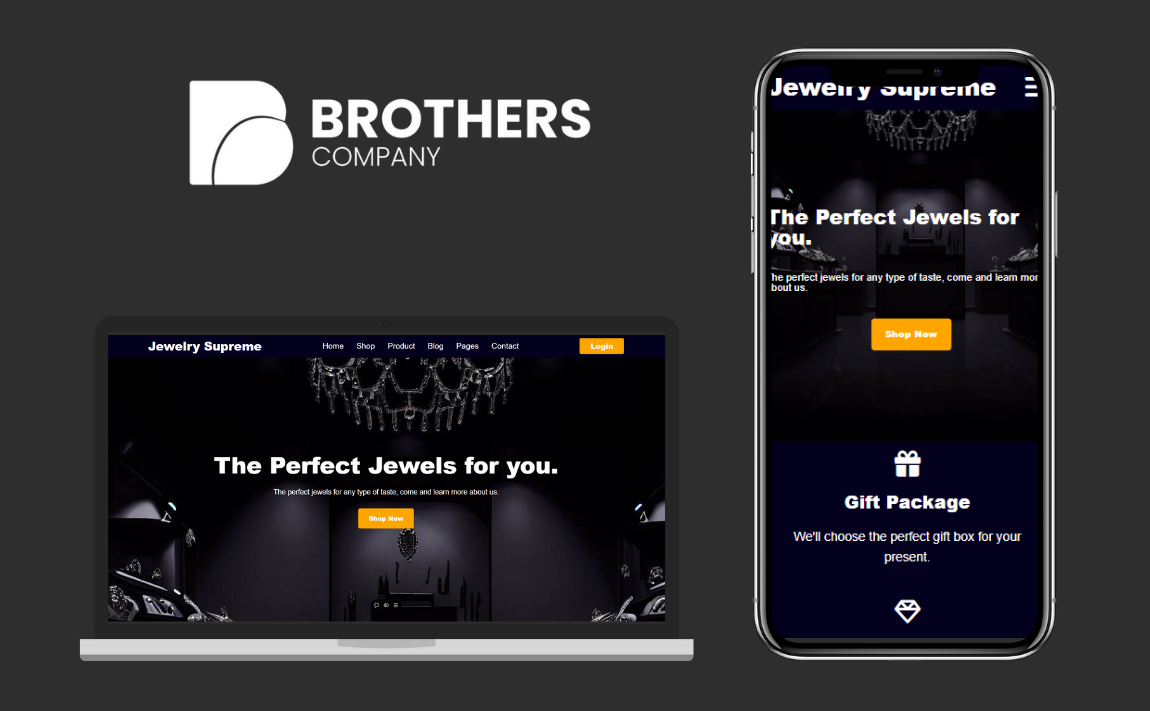 BROTHERS
COMPANY
Jewelry Supreme
Home Shop Product Blog Pages Contact
Login
The Perfect Jewels for you.
The perfect jewels for any type of taste, come and learn more about us.
Shop Now
Jewelry Supreme
The Perfect Jewels for
you.
The perfect jewels for any type of taste, come and learn mor
bout us.
Shop Now
Gift Package
We'll choose the perfect gift box for your
present.